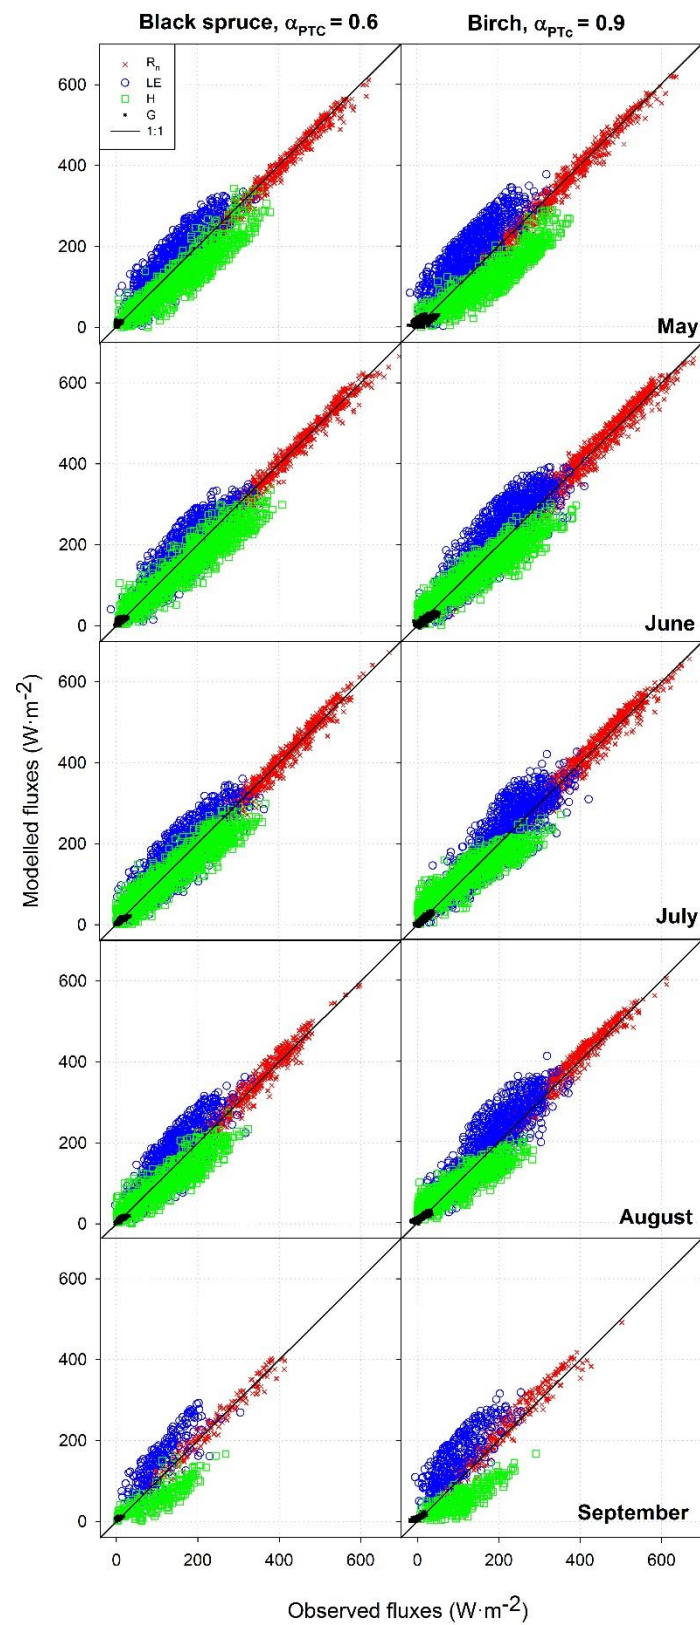 Black spruce, αPTC = 0.6
Birch, αPTc = 0.9
Rn
LE
H
G
1:1
600
400
200
0
May
600
400
200
0
June
600
400
200
0
July
600
400
200
0
August
600
400
200
0
September
0 200 400 600
0 200 400 600
Modelled fluxes (W·m-2)
Observed fluxes (W·m-2)